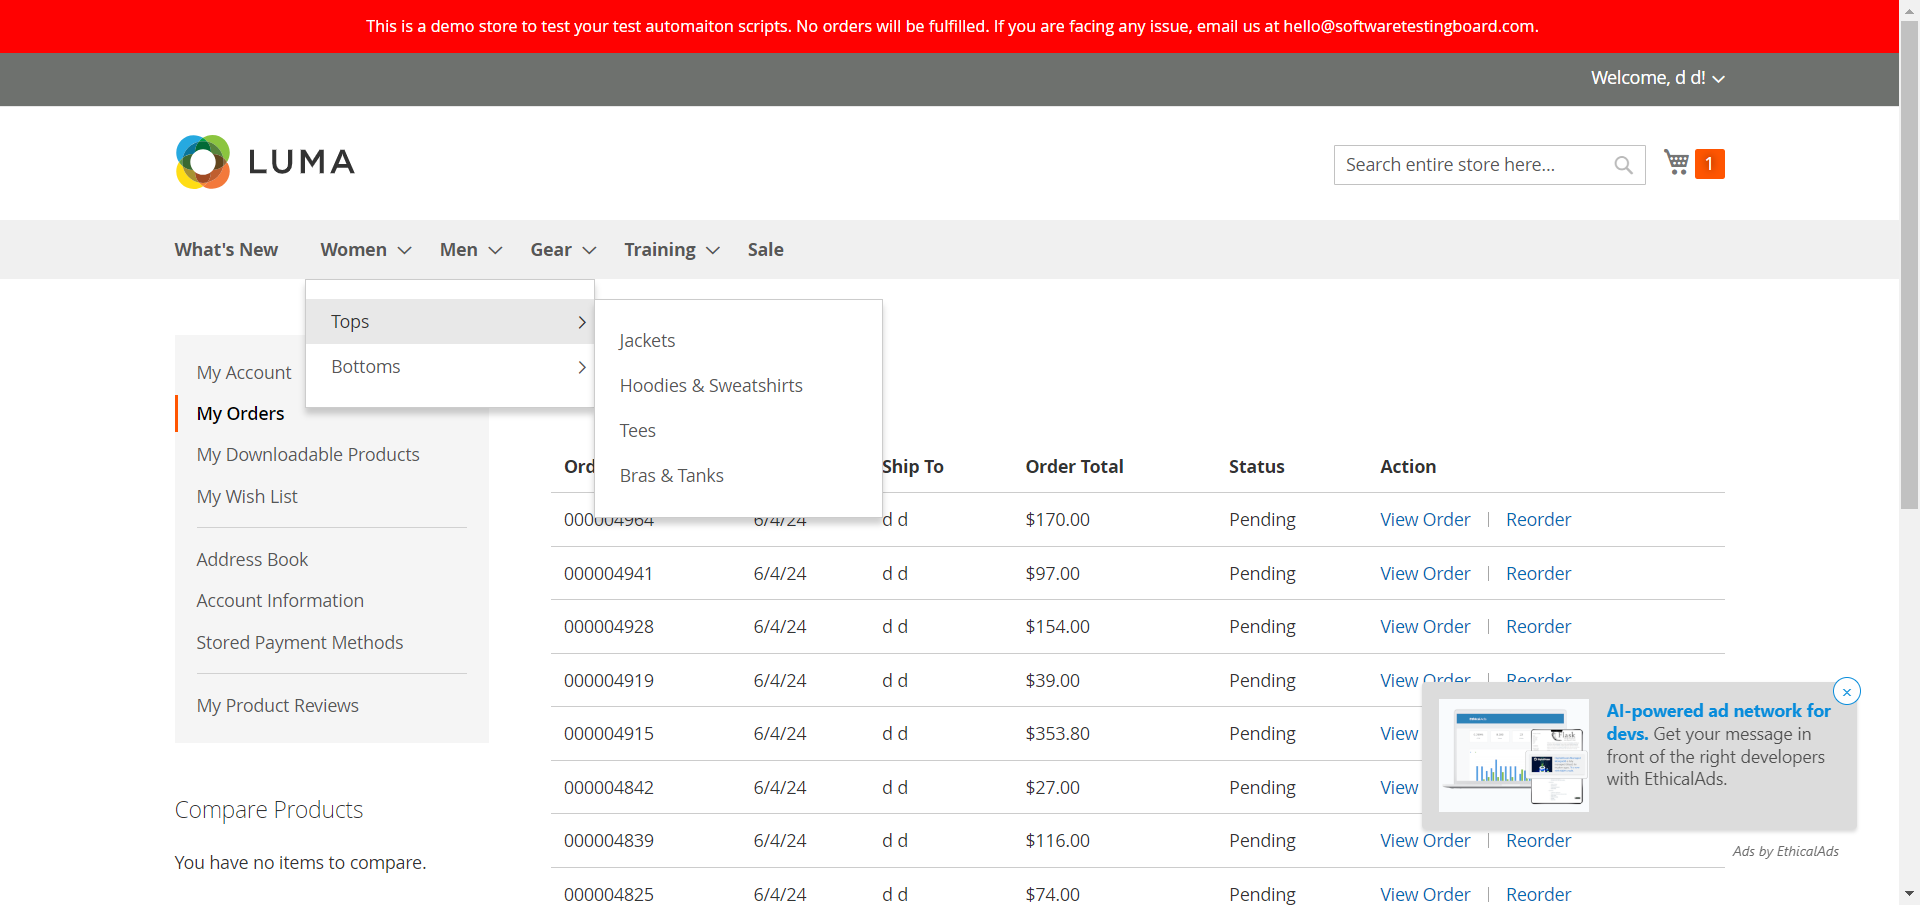 This is a demo store to test your test automaiton scripts. No orders will be fulfilled. If you are facing any issue, email us at hello@softwaretestingboard.com.
Welcome, d d!
LUMA
Search entire store here...
1
What's New
Women
Men
Gear
Training
Sale
Tops
Bottoms
Jackets
Hoodies & Sweatshirts
Tees
Bras & Tanks
My Account
My Orders
My Downloadable Products
My Wish List
Address Book
Account Information
Stored Payment Methods
My Product Reviews
Compare Products
You have no items to compare.
Ord Ship To Order Total Status Action
000004964 6/4/24 d d $170.00 Pending View Order Reorder
000004941 6/4/24 d d $97.00 Pending View Order Reorder
000004928 6/4/24 d d $154.00 Pending View Order Reorder
000004919 6/4/24 d d $39.00 Pending View Order Reorder
000004915 6/4/24 d d $353.80 Pending View
000004842 6/4/24 d d $27.00 Pending View
000004839 6/4/24 d d $116.00 Pending View Order Reorder
000004825 6/4/24 d d $74.00 Pending View Order Reorder
AI-powered ad network for
devs. Get your message in
front of the right developers
with EthicalAds.
Ads by EthicalAds